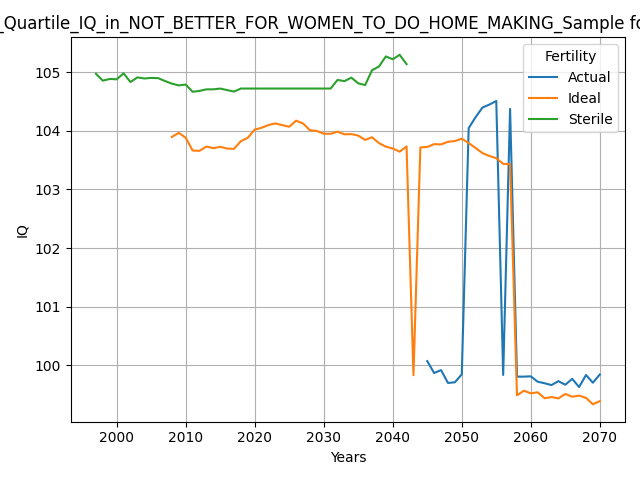 _Quartile_IQ_in_NOT_BETTER_FOR_WOMEN_TO_DO_HOME_MAKING_Sample fo
Fertility
Actual
Ideal
Sterile
105
104
103
102
101
100
IQ
2000 2010 2020 2030 2040 2050 2060 2070
Years